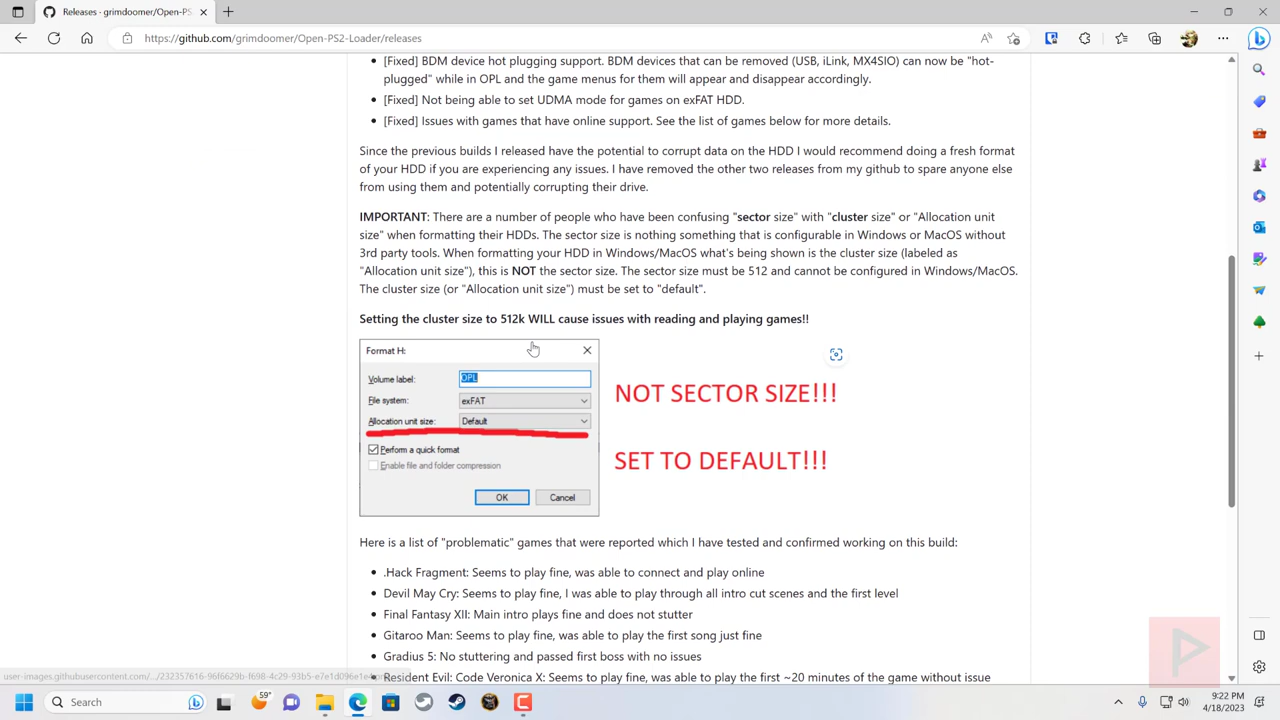 Releases · grimdoomer/Open-PS
https://github.com/grimdoomer/Open-PS2-Loader/releases
[Fixed] BDM device hot plugging support. BDM devices that can be removed (USB, iLink, MX4SIO) can now be "hot-
plugged" while in OPL and the game menus for them will appear and disappear accordingly.
[Fixed] Not being able to set UDMA mode for games on exFAT HDD.
[Fixed] Issues with games that have online support. See the list of games below for more details.
Since the previous builds I released have the potential to corrupt data on the HDD I would recommend doing a fresh format
of your HDD if you are experiencing any issues. I have removed the other two releases from my github to spare anyone else
from using them and potentially corrupting their drive.
IMPORTANT: There are a number of people who have been confusing "sector size" with "cluster size" or "Allocation unit
size" when formatting their HDDs. The sector size is nothing something that is configurable in Windows or MacOS without
3rd party tools. When formatting your HDD in Windows/MacOS what's being shown is the cluster size (labeled as
"Allocation unit size"), this is NOT the sector size. The sector size must be 512 and cannot be configured in Windows/MacOS.
The cluster size (or "Allocation unit size") must be set to "default".
Setting the cluster size to 512k WILL cause issues with reading and playing games!!
Format H:
Volume label: OPL
File system: exFAT
NOT SECTOR SIZE!!!
Allocation unit size: Default
Perform a quick format
SET TO DEFAULT!!!
Enable file and folder compression
OK Cancel
Here is a list of "problematic" games that were reported which I have tested and confirmed working on this build:
.Hack Fragment: Seems to play fine, was able to connect and play online
Devil May Cry: Seems to play fine, I was able to play through all intro cut scenes and the first level
Final Fantasy XII: Main intro plays fine and does not stutter
Gitaroo Man: Seems to play fine, was able to play the first song just fine
Gradius 5: No stuttering and passed first boss with no issues
Resident Evil: Code Veronica X: Seems to play fine, was able to play the first ~20 minutes of the game without issue
Search
59°
9:22 PM
4/18/2023